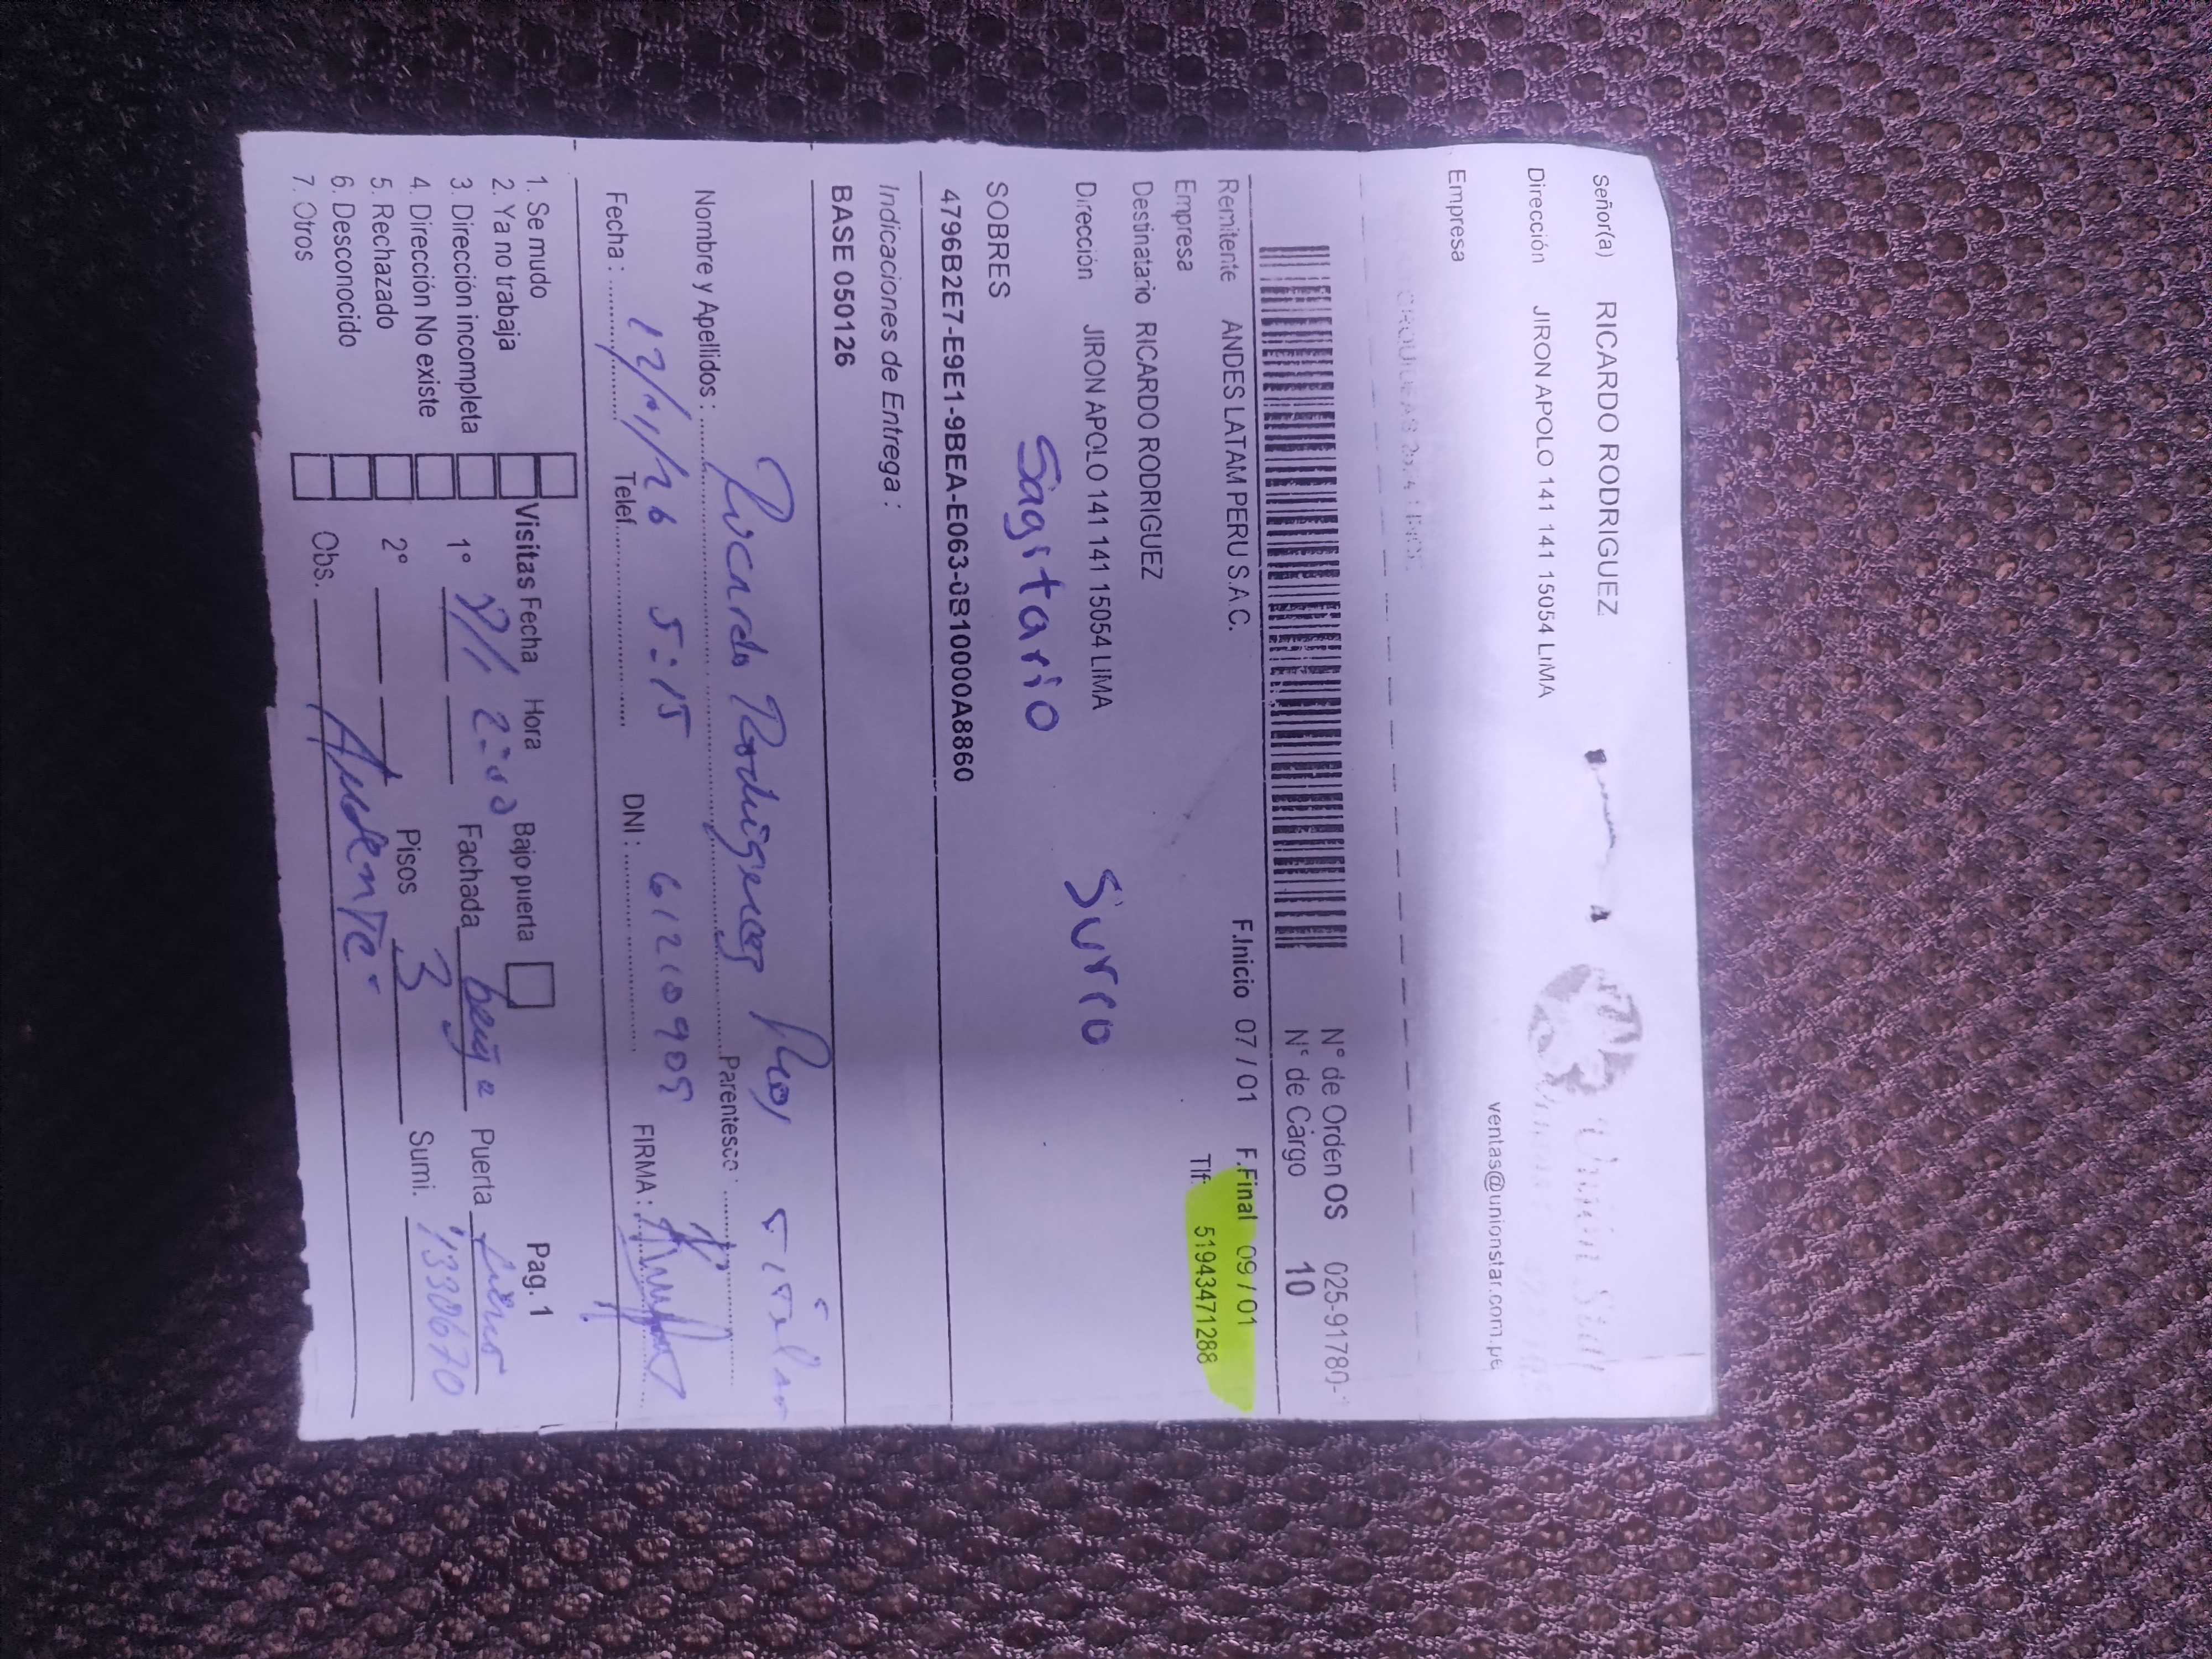 Señor(a) RICARDO RODRIGUEZ
Dirección JIRON APOLO 141 141 15054 LIMA
ventas@unionstar.com.pe
Empresa
N° de Orden OS 025-91780-
N° de Cargo 10
Remitente ANDES LATAM PERU S.A.C. F.Inicio 07 / 01 F.Final 09 / 01
Empresa Tlf: 51943471288
Destinatario RICARDO RODRIGUEZ
Dirección JIRON APOLO 141 141 15054 LIMA Surco
Sagitario
SOBRES
4796B2E7-E9E1-9BEA-E063-0B10000A8860
Indicaciones de Entrega :
BASE 050126
Nombre y Apellidos : Ricardo Parentesco :
Fecha : 12/01/26 5:15 Telef. DNI : FIRMA :
1. Se mudo Visitas Fecha Hora Bajo puerta Pag. 1
2. Ya no trabaja
3. Dirección incompleta 1° Fachada beige Puerta
4. Dirección No existe
5. Rechazado 2° Pisos 3 Sumi.
6. Desconocido
7. Otros Obs.